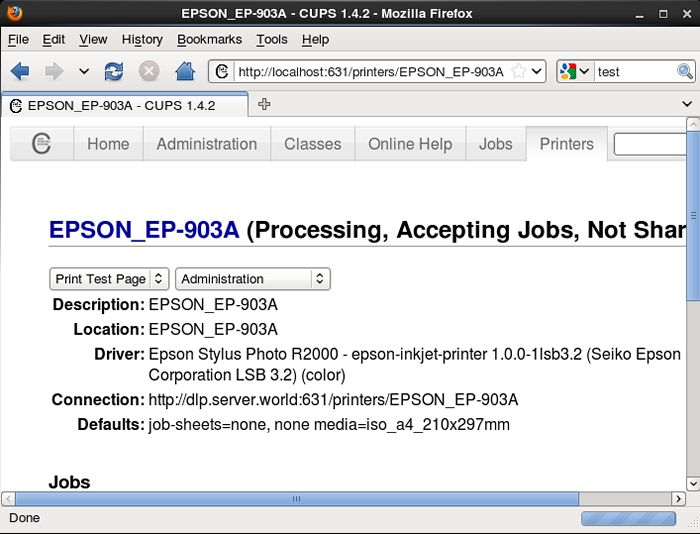 EPSON_EP-903A - CUPS 1.4.2 - Mozilla Firefox
File Edit View History Bookmarks Tools Help
http://localhost:631/printers/EPSON_EP-903A test
EPSON_EP-903A - CUPS 1.4.2
Home Administration Classes Online Help Jobs Printers
EPSON_EP-903A (Processing, Accepting Jobs, Not Shar
Print Test Page Administration
Description: EPSON_EP-903A
Location: EPSON_EP-903A
Driver: Epson Stylus Photo R2000 - epson-inkjet-printer 1.0.0-1lsb3.2 (Seiko Epson
Corporation LSB 3.2) (color)
Connection: http://dlp.server.world:631/printers/EPSON_EP-903A
Defaults: job-sheets=none, none media=iso_a4_210x297mm
Jobs
Done